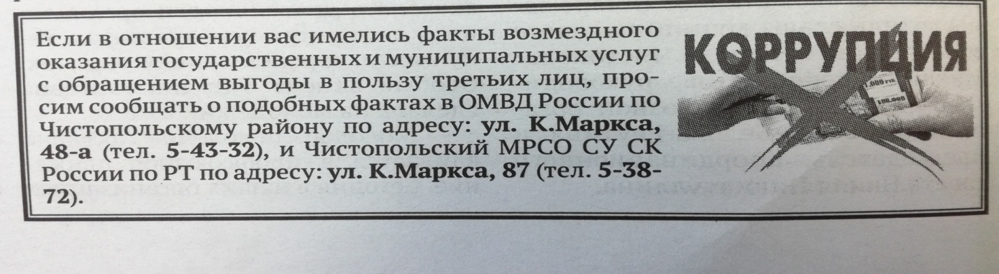 Если в отношении вас имелись факты возмездного
оказания государственных и муниципальных услуг
с обращением выгоды в пользу третьих лиц, про-
сим сообщать о подобных фактах в ОМВД России по
Чистопольскому району по адресу: ул. К.Маркса,
48-а (тел. 5-43-32), и Чистопольский МРСО СУ СК
России по РТ по адресу: ул. К.Маркса, 87 (тел. 5-38-
72).
КОРРУПЦИЯ